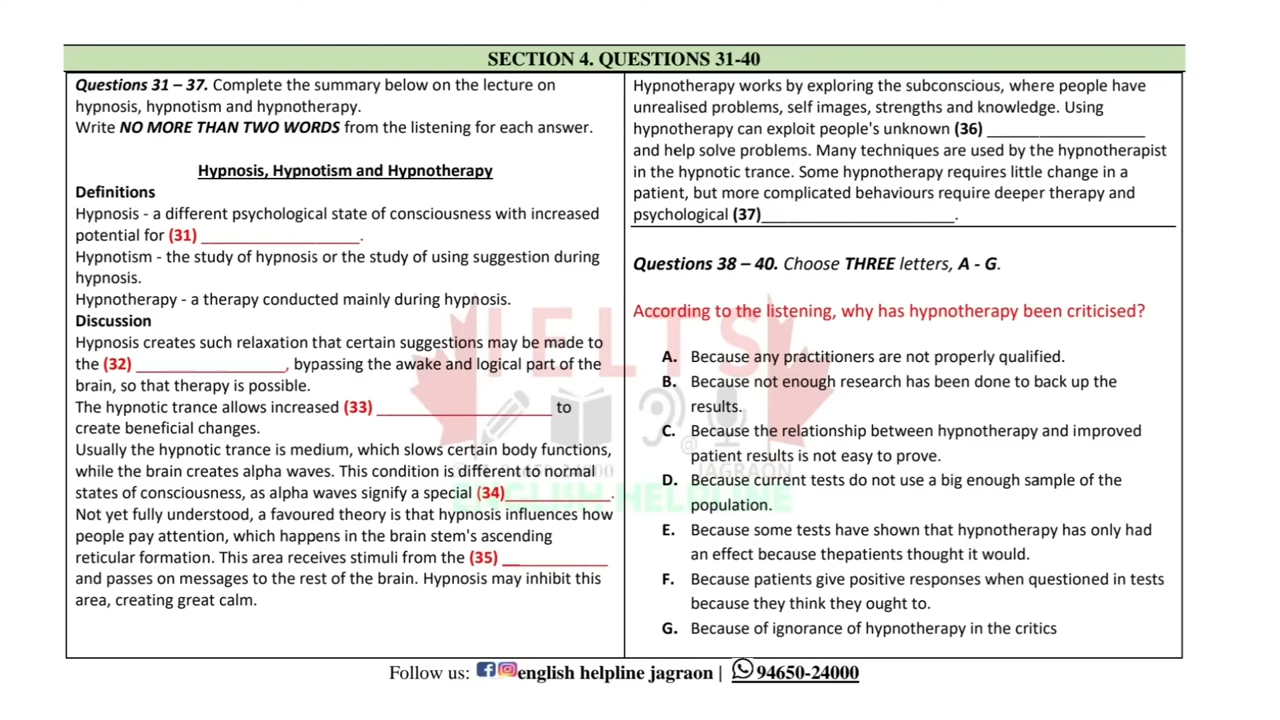 SECTION 4. QUESTIONS 31-40
Questions 31 – 37. Complete the summary below on the lecture on
hypnosis, hypnotism and hypnotherapy.
Write NO MORE THAN TWO WORDS from the listening for each answer.
Hypnosis, Hypnotism and Hypnotherapy
Definitions
Hypnosis - a different psychological state of consciousness with increased
potential for (31) ___________________.
Hypnotism - the study of hypnosis or the study of using suggestion during
hypnosis.
Hypnotherapy - a therapy conducted mainly during hypnosis.
Discussion
Hypnosis creates such relaxation that certain suggestions may be made to
the (32) __________________, bypassing the awake and logical part of the
brain, so that therapy is possible.
The hypnotic trance allows increased (33) _____________________ to
create beneficial changes.
Usually the hypnotic trance is medium, which slows certain body functions,
while the brain creates alpha waves. This condition is different to normal
states of consciousness, as alpha waves signify a special (34)____________.
Not yet fully understood, a favoured theory is that hypnosis influences how
people pay attention, which happens in the brain stem's ascending
reticular formation. This area receives stimuli from the (35) ____________
and passes on messages to the rest of the brain. Hypnosis may inhibit this
area, creating great calm.
Hypnotherapy works by exploring the subconscious, where people have
unrealised problems, self images, strengths and knowledge. Using
hypnotherapy can exploit people's unknown (36) ___________________
and help solve problems. Many techniques are used by the hypnotherapist
in the hypnotic trance. Some hypnotherapy requires little change in a
patient, but more complicated behaviours require deeper therapy and
psychological (37)_______________________.
Questions 38 – 40. Choose THREE letters, A - G.
According to the listening, why has hypnotherapy been criticised?
A. Because any practitioners are not properly qualified.
B. Because not enough research has been done to back up the
results.
C. Because the relationship between hypnotherapy and improved
patient results is not easy to prove.
D. Because current tests do not use a big enough sample of the
population.
E. Because some tests have shown that hypnotherapy has only had
an effect because thepatients thought it would.
F. Because patients give positive responses when questioned in tests
because they think they ought to.
G. Because of ignorance of hypnotherapy in the critics
IELTS
@
94650-24000
JAGRAON
ENGLISH HELPLINE
Follow us: english helpline jagraon | 94650-24000